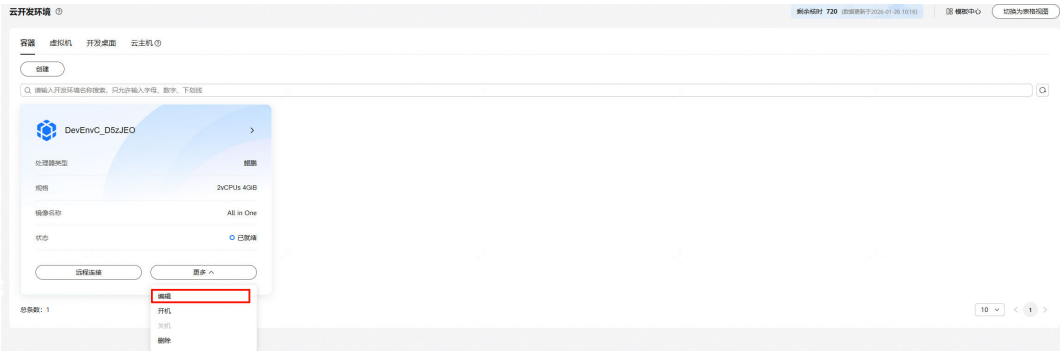 云开发环境
剩余核时 720 (数据更新于2026-01-26 10:16) 模板中心 切换为表格视图
容器 虚拟机 开发桌面 云主机
创建
请输入开发环境名称搜索，只允许输入字母、数字、下划线
DevEnvC_D5zJEO
处理器类型 鲲鹏
规格 2vCPUs 4GiB
镜像名称 All in One
状态 已就绪
远程连接 更多
编辑
开机
关机
删除
总条数：1
10 1